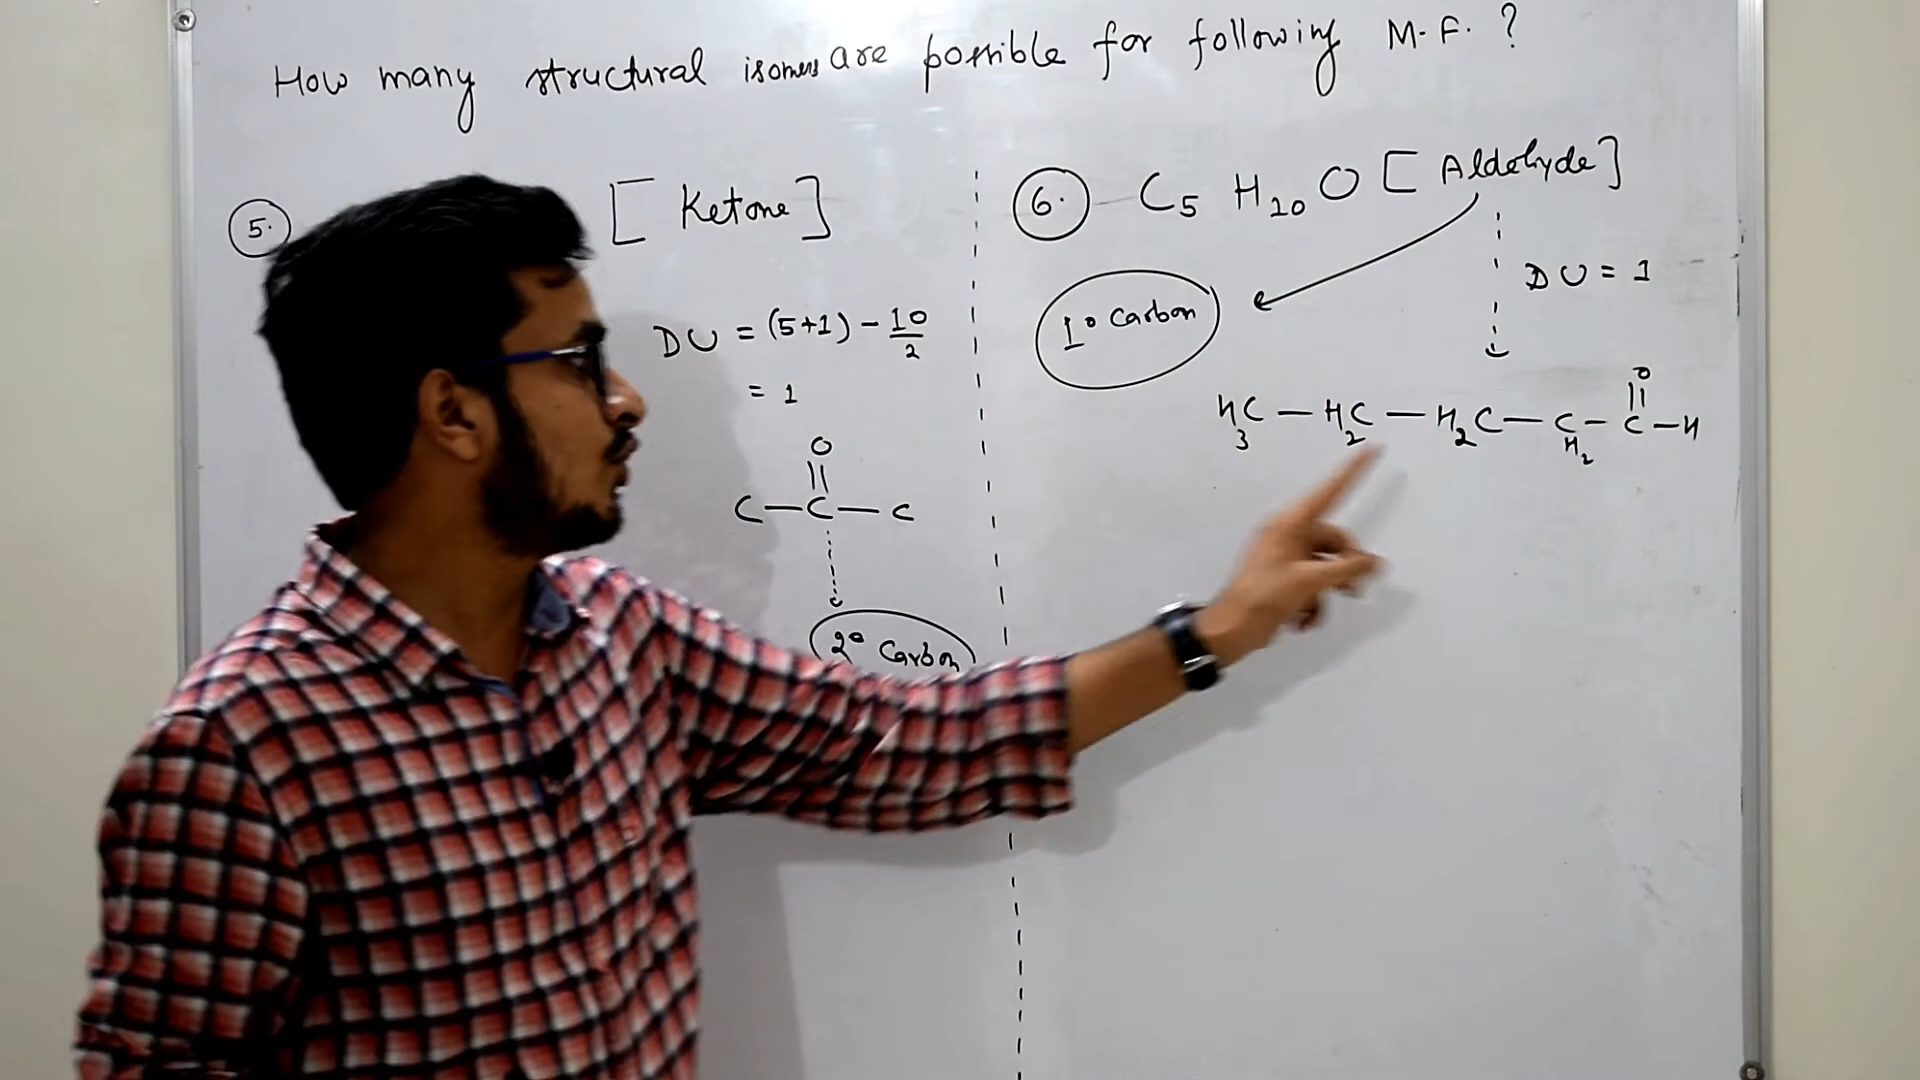 How many structural isomers are possible for following M.F. ?
5. [ Ketone ]
DU = (5+1) - 10/2
= 1
O
||
C—C—C
2° Carbon
6. C5 H10 O [ Aldehyde ]
DU = 1
1° Carbon
O
||
H3C — H2C — H2C — C — C — H
H2